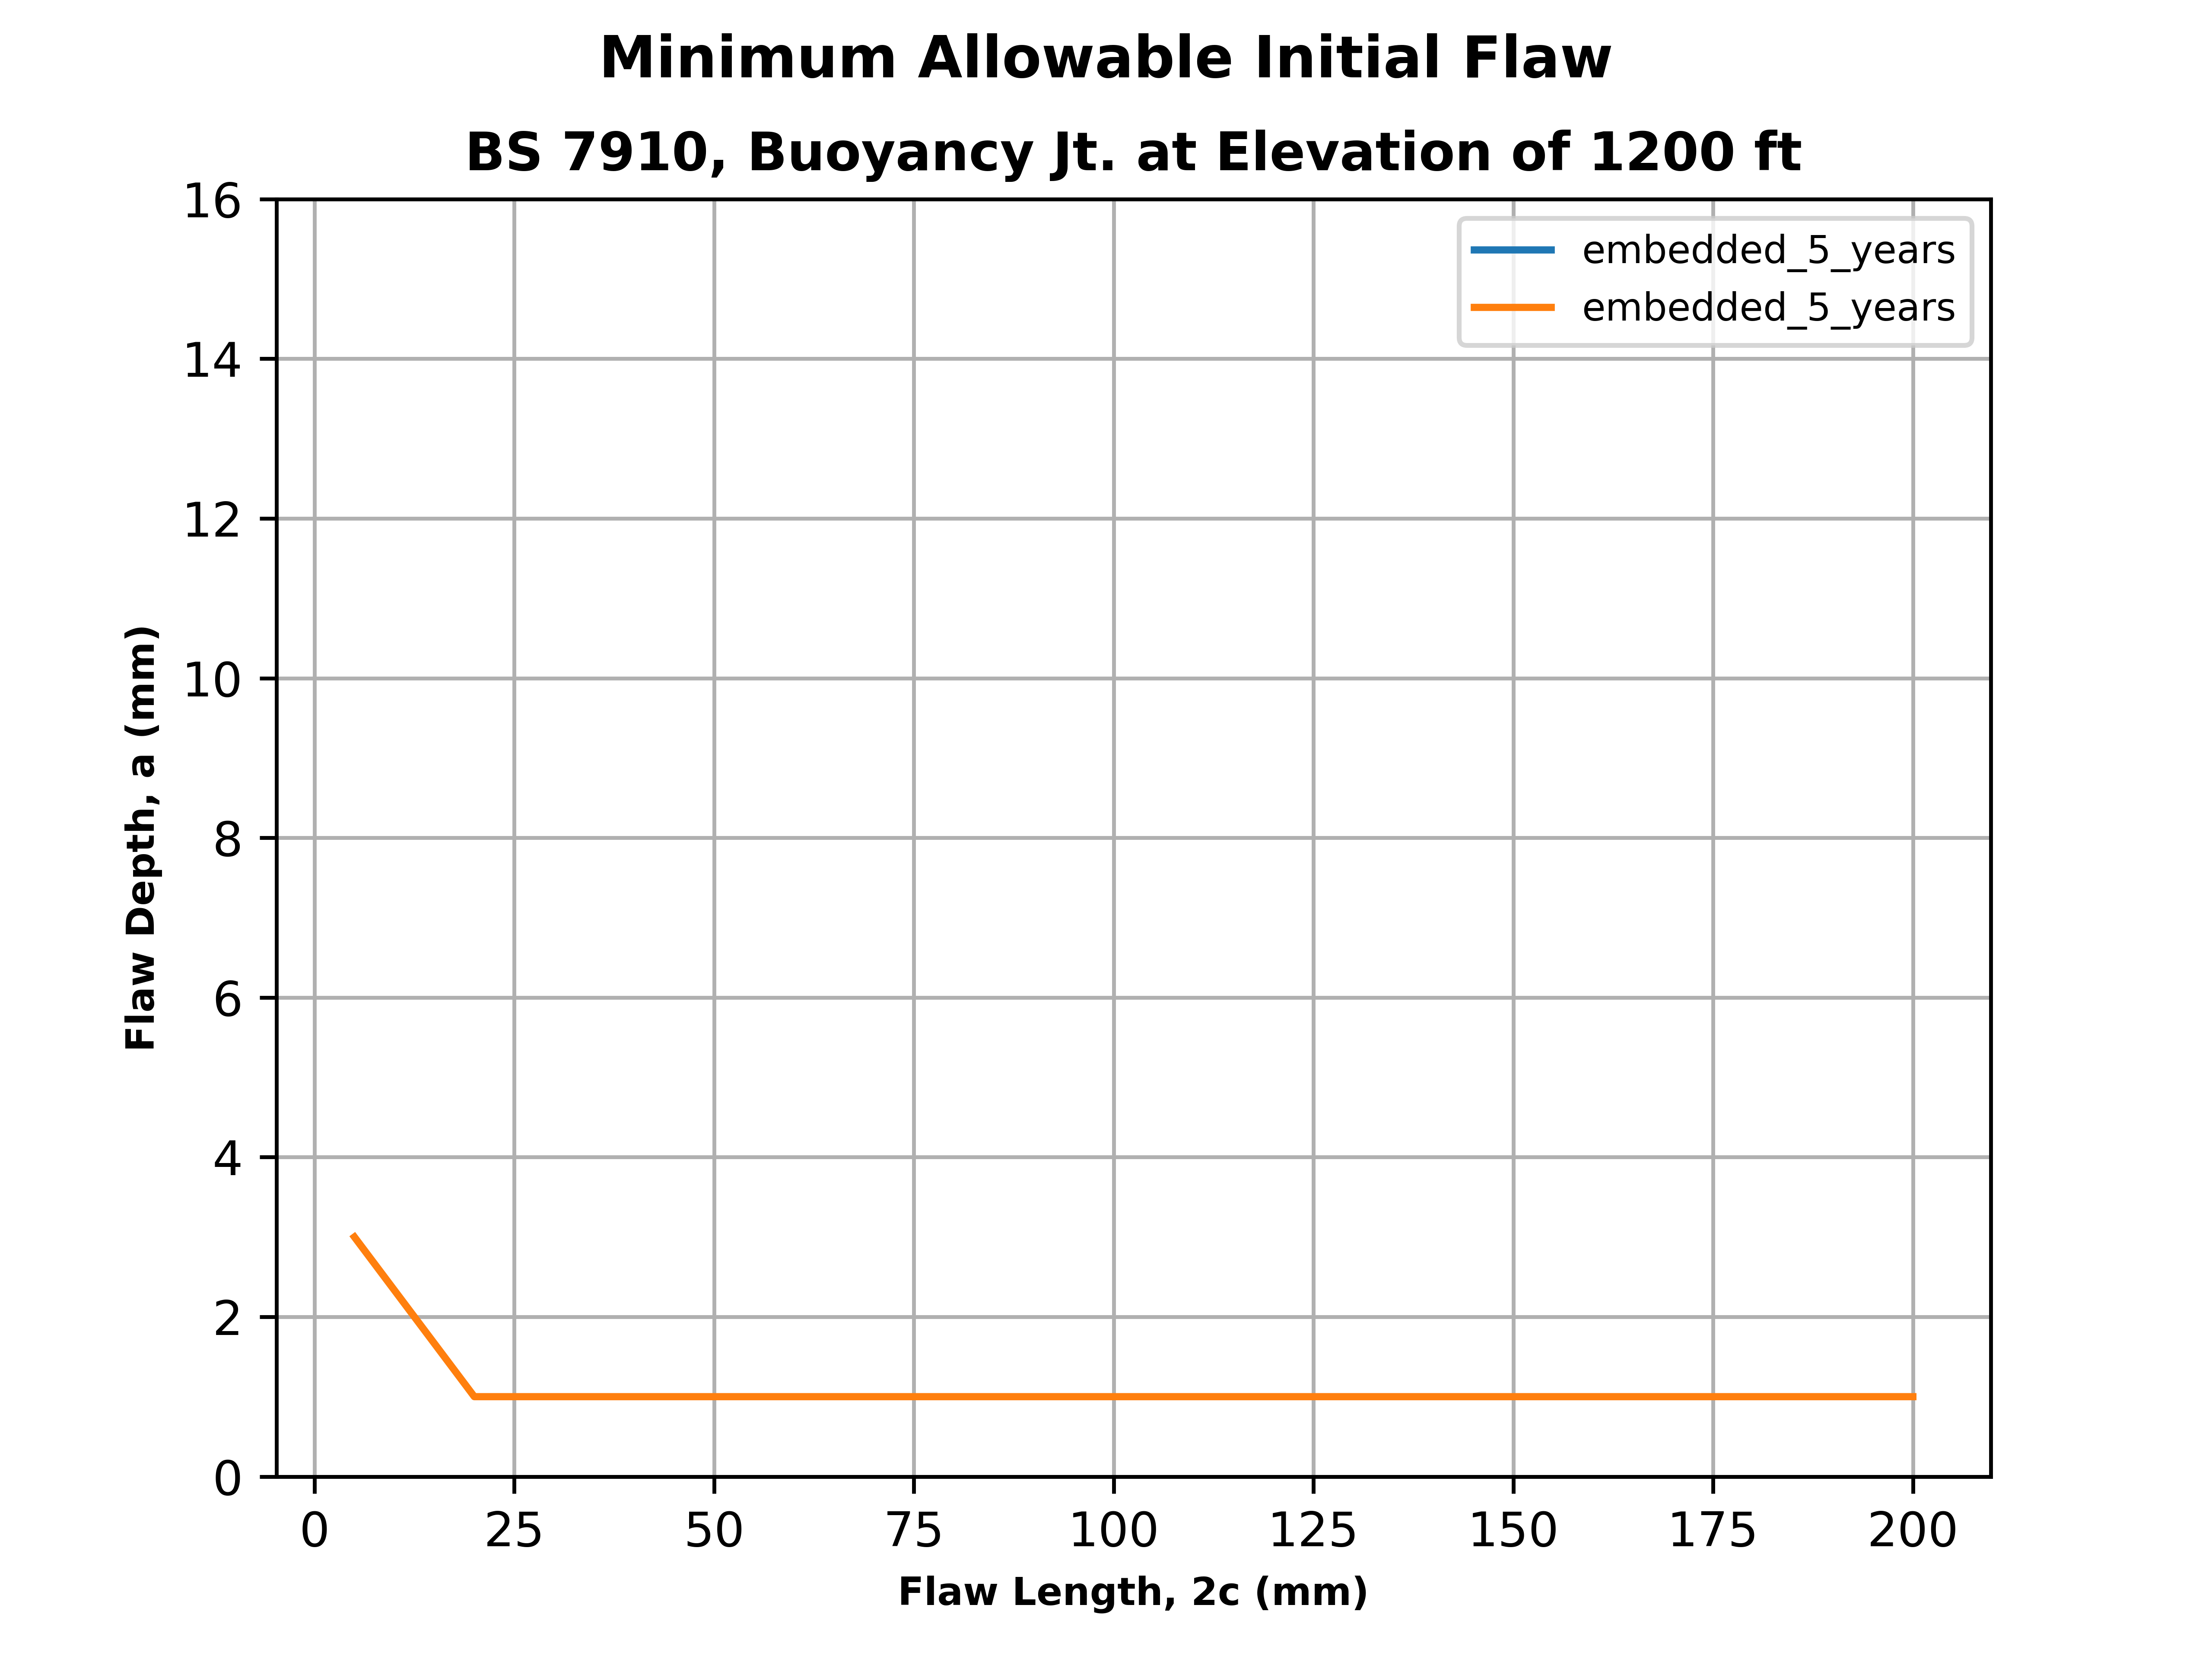 Minimum Allowable Initial Flaw
BS 7910, Buoyancy Jt. at Elevation of 1200 ft
embedded_5_years
embedded_5_years
16
14
12
10
8
6
4
2
0
Flaw Depth, a (mm)
0 25 50 75 100 125 150 175 200
Flaw Length, 2c (mm)